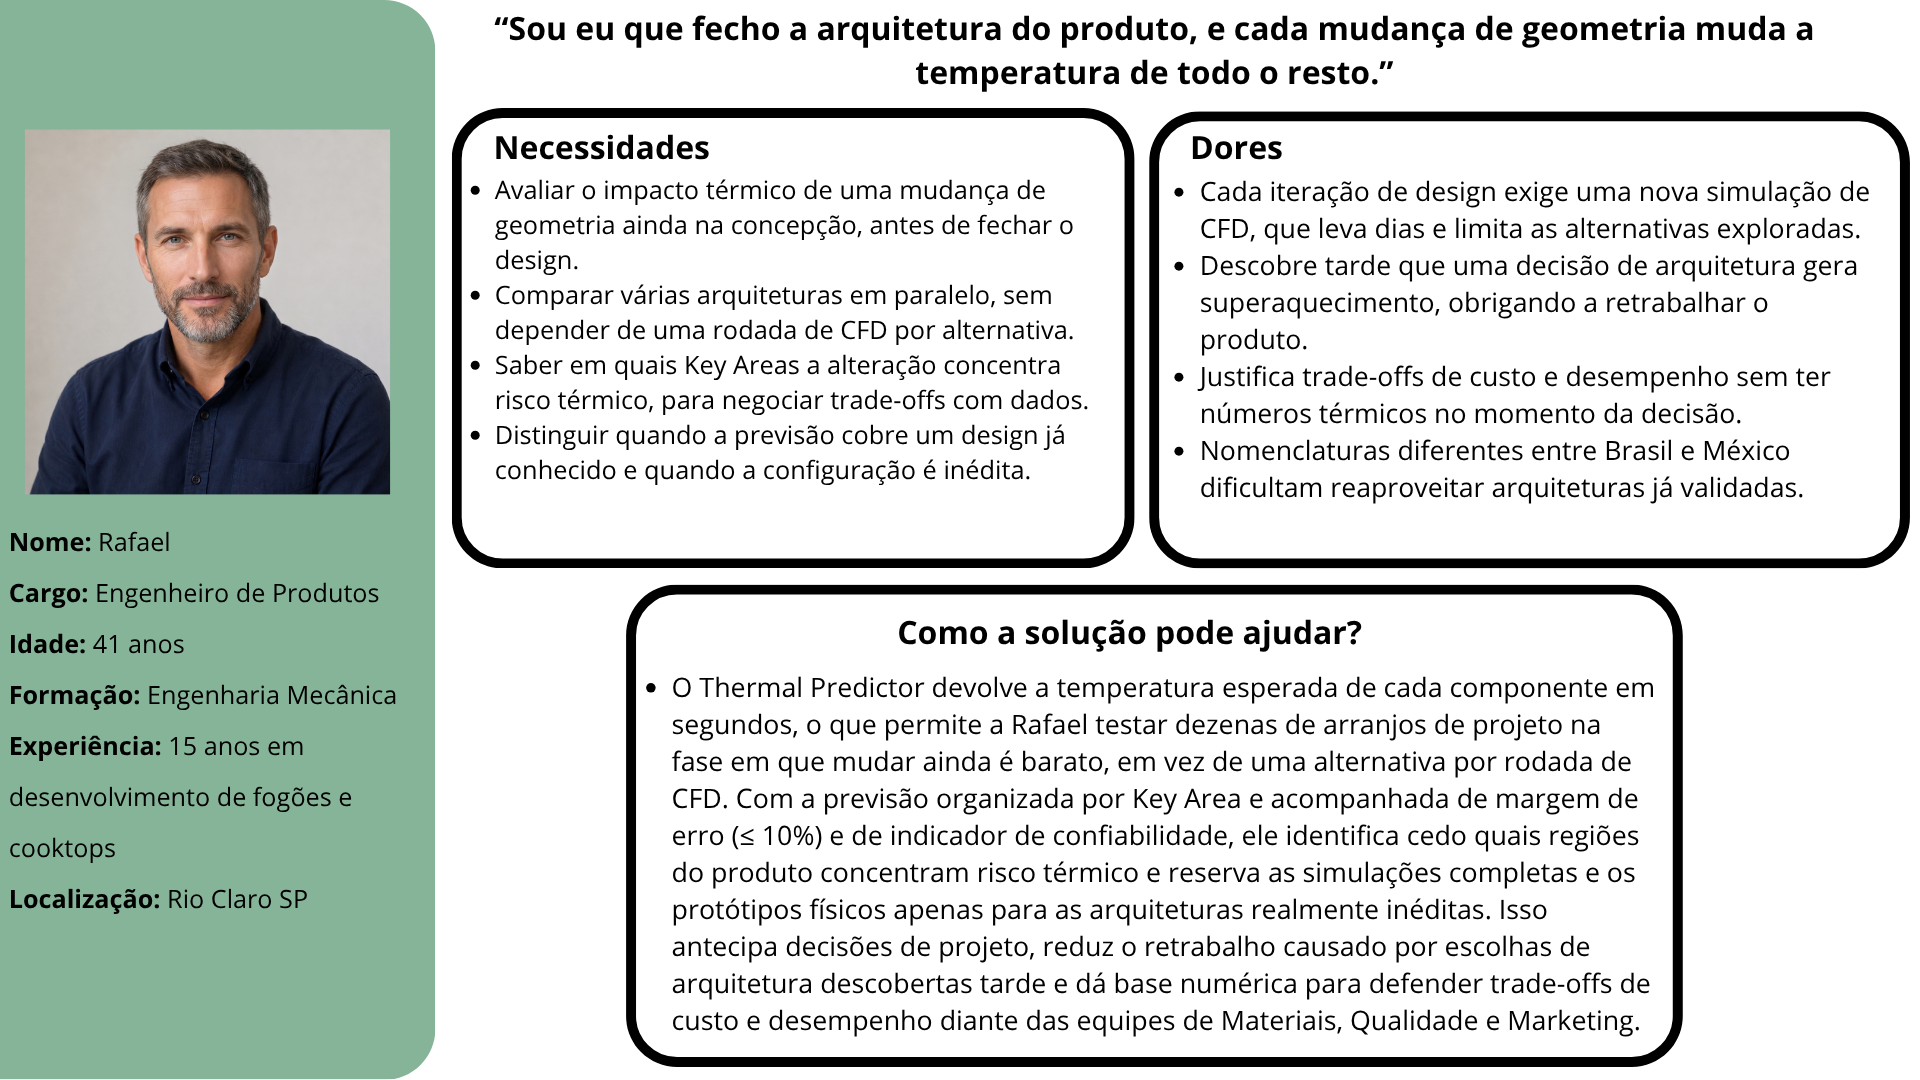 “Sou eu que fecho a arquitetura do produto, e cada mudança de geometria muda a
temperatura de todo o resto.”
Nome: Rafael
Cargo: Engenheiro de Produtos
Idade: 41 anos
Formação: Engenharia Mecânica
Experiência: 15 anos em
desenvolvimento de fogões e
cooktops
Localização: Rio Claro SP
Necessidades
• Avaliar o impacto térmico de uma mudança de
geometria ainda na concepção, antes de fechar o
design.
• Comparar várias arquiteturas em paralelo, sem
depender de uma rodada de CFD por alternativa.
• Saber em quais Key Areas a alteração concentra
risco térmico, para negociar trade-offs com dados.
• Distinguir quando a previsão cobre um design já
conhecido e quando a configuração é inédita.
Dores
• Cada iteração de design exige uma nova simulação de
CFD, que leva dias e limita as alternativas exploradas.
• Descobre tarde que uma decisão de arquitetura gera
superaquecimento, obrigando a retrabalhar o
produto.
• Justifica trade-offs de custo e desempenho sem ter
números térmicos no momento da decisão.
• Nomenclaturas diferentes entre Brasil e México
dificultam reaproveitar arquiteturas já validadas.
Como a solução pode ajudar?
• O Thermal Predictor devolve a temperatura esperada de cada componente em
segundos, o que permite a Rafael testar dezenas de arranjos de projeto na
fase em que mudar ainda é barato, em vez de uma alternativa por rodada de
CFD. Com a previsão organizada por Key Area e acompanhada de margem de
erro (≤ 10%) e de indicador de confiabilidade, ele identifica cedo quais regiões
do produto concentram risco térmico e reserva as simulações completas e os
protótipos físicos apenas para as arquiteturas realmente inéditas. Isso
antecipa decisões de projeto, reduz o retrabalho causado por escolhas de
arquitetura descobertas tarde e dá base numérica para defender trade-offs de
custo e desempenho diante das equipes de Materiais, Qualidade e Marketing.